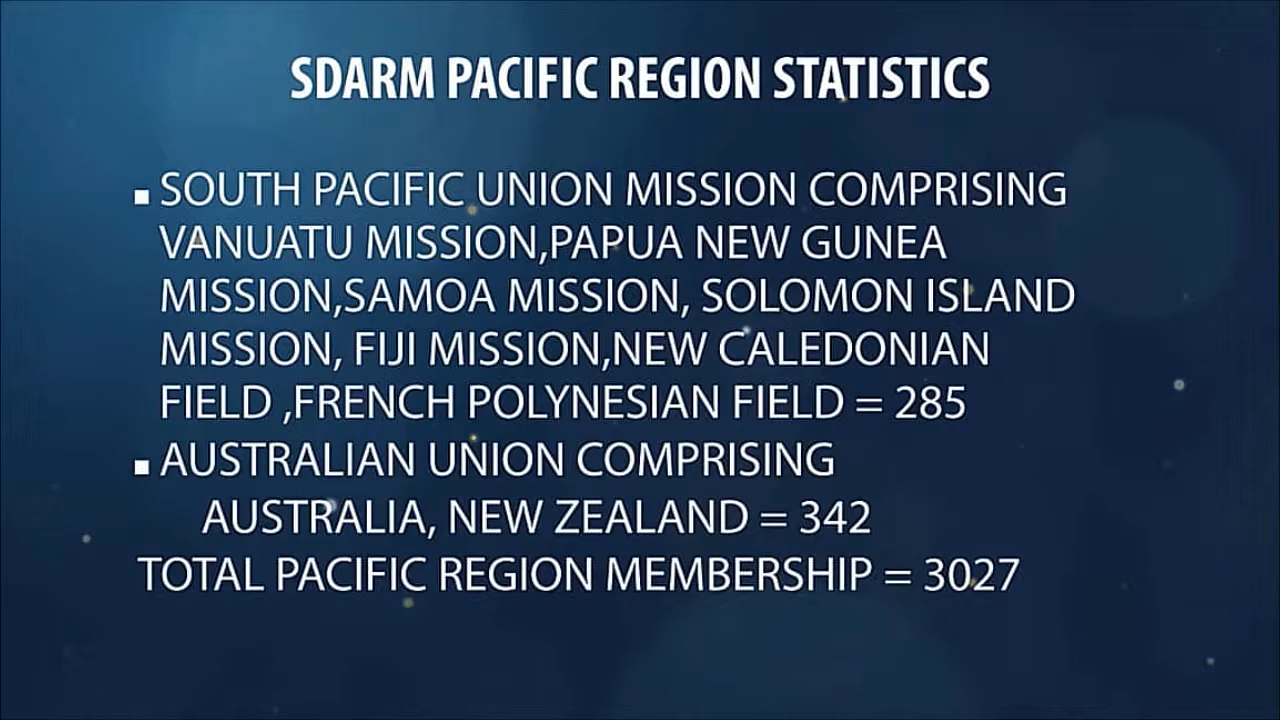 SDARM PACIFIC REGION STATISTICS
▪ SOUTH PACIFIC UNION MISSION COMPRISING
VANUATU MISSION,PAPUA NEW GUNEA
MISSION,SAMOA MISSION, SOLOMON ISLAND
MISSION, FIJI MISSION,NEW CALEDONIAN
FIELD ,FRENCH POLYNESIAN FIELD = 285
▪ AUSTRALIAN UNION COMPRISING
AUSTRALIA, NEW ZEALAND = 342
TOTAL PACIFIC REGION MEMBERSHIP = 3027